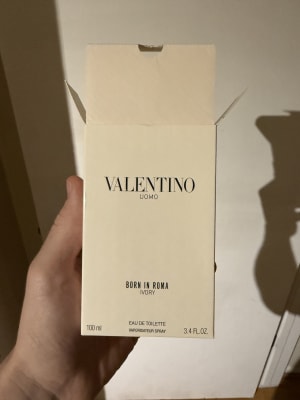 VALENTINO
UOMO
BORN IN ROMA
IVORY
EAU DE TOILETTE
VAPORISATEUR SPRAY
100 ml
3.4 FL.OZ.